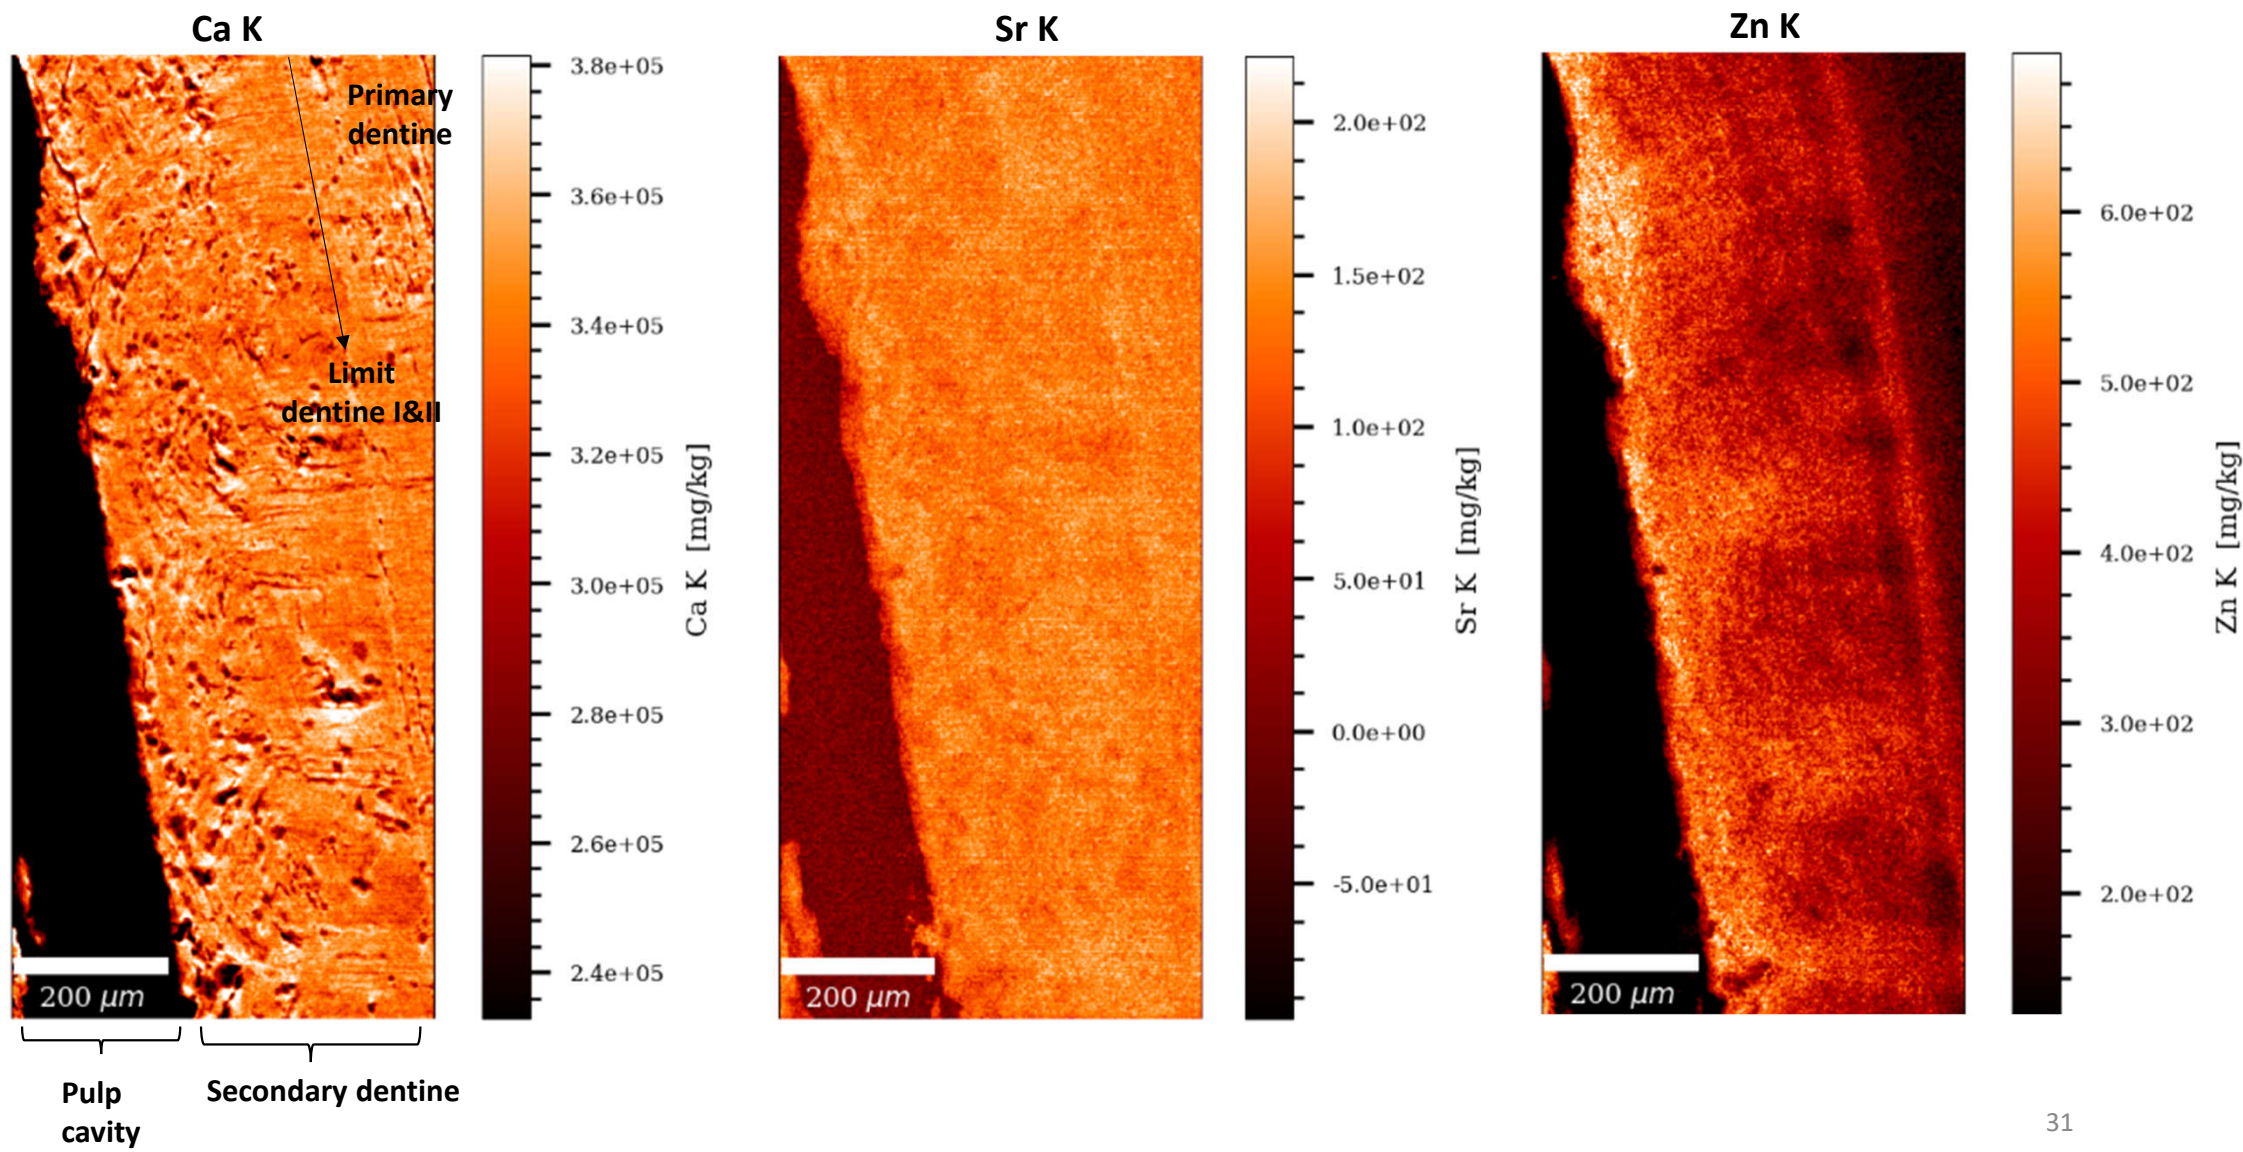 Ca K
Sr K
Zn K
Primary
dentine
Limit
dentine I&II
3.8e+05
3.6e+05
3.4e+05
3.2e+05
3.0e+05
2.8e+05
2.6e+05
2.4e+05
Ca K [mg/kg]
200 μm
2.0e+02
1.5e+02
1.0e+02
5.0e+01
0.0e+00
-5.0e+01
Sr K [mg/kg]
200 μm
6.0e+02
5.0e+02
4.0e+02
3.0e+02
2.0e+02
Zn K [mg/kg]
200 μm
Pulp
cavity
Secondary dentine
31